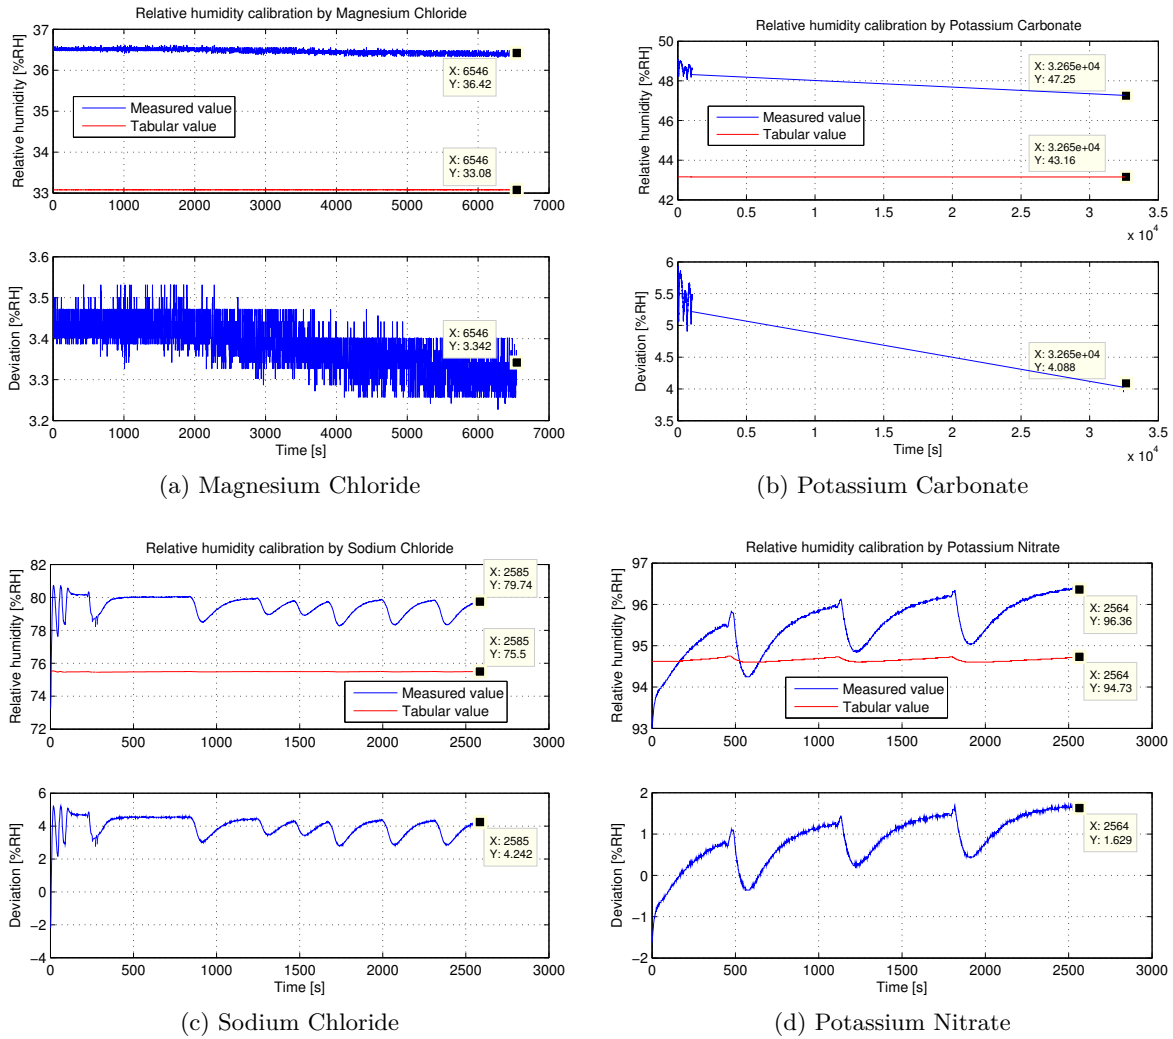 Relative humidity calibration by Magnesium Chloride
Relative humidity [%RH]
37
36
35
34
33
0 1000 2000 3000 4000 5000 6000 7000
Measured value
Tabular value
X: 6546
Y: 36.42
X: 6546
Y: 33.08
Deviation [%RH]
3.6
3.5
3.4
3.3
3.2
0 1000 2000 3000 4000 5000 6000 7000
Time [s]
X: 6546
Y: 3.342
(a) Magnesium Chloride
Relative humidity calibration by Potassium Carbonate
Relative humidity [%RH]
50
48
46
44
42
0 0.5 1 1.5 2 2.5 3 3.5
x 10⁴
Measured value
Tabular value
X: 3.265e+04
Y: 47.25
X: 3.265e+04
Y: 43.16
Deviation [%RH]
6
5.5
5
4.5
4
3.5
0 0.5 1 1.5 2 2.5 3 3.5
Time [s]
x 10⁴
X: 3.265e+04
Y: 4.088
(b) Potassium Carbonate
Relative humidity calibration by Sodium Chloride
Relative humidity [%RH]
82
80
78
76
74
72
0 500 1000 1500 2000 2500 3000
Measured value
Tabular value
X: 2585
Y: 79.74
X: 2585
Y: 75.5
Deviation [%RH]
6
4
2
0
−2
−4
0 500 1000 1500 2000 2500 3000
Time [s]
X: 2585
Y: 4.242
(c) Sodium Chloride
Relative humidity calibration by Potassium Nitrate
Relative humidity [%RH]
97
96
95
94
93
0 500 1000 1500 2000 2500 3000
Measured value
Tabular value
X: 2564
Y: 96.36
X: 2564
Y: 94.73
Deviation [%RH]
2
1
0
−1
−2
0 500 1000 1500 2000 2500 3000
Time [s]
X: 2564
Y: 1.629
(d) Potassium Nitrate